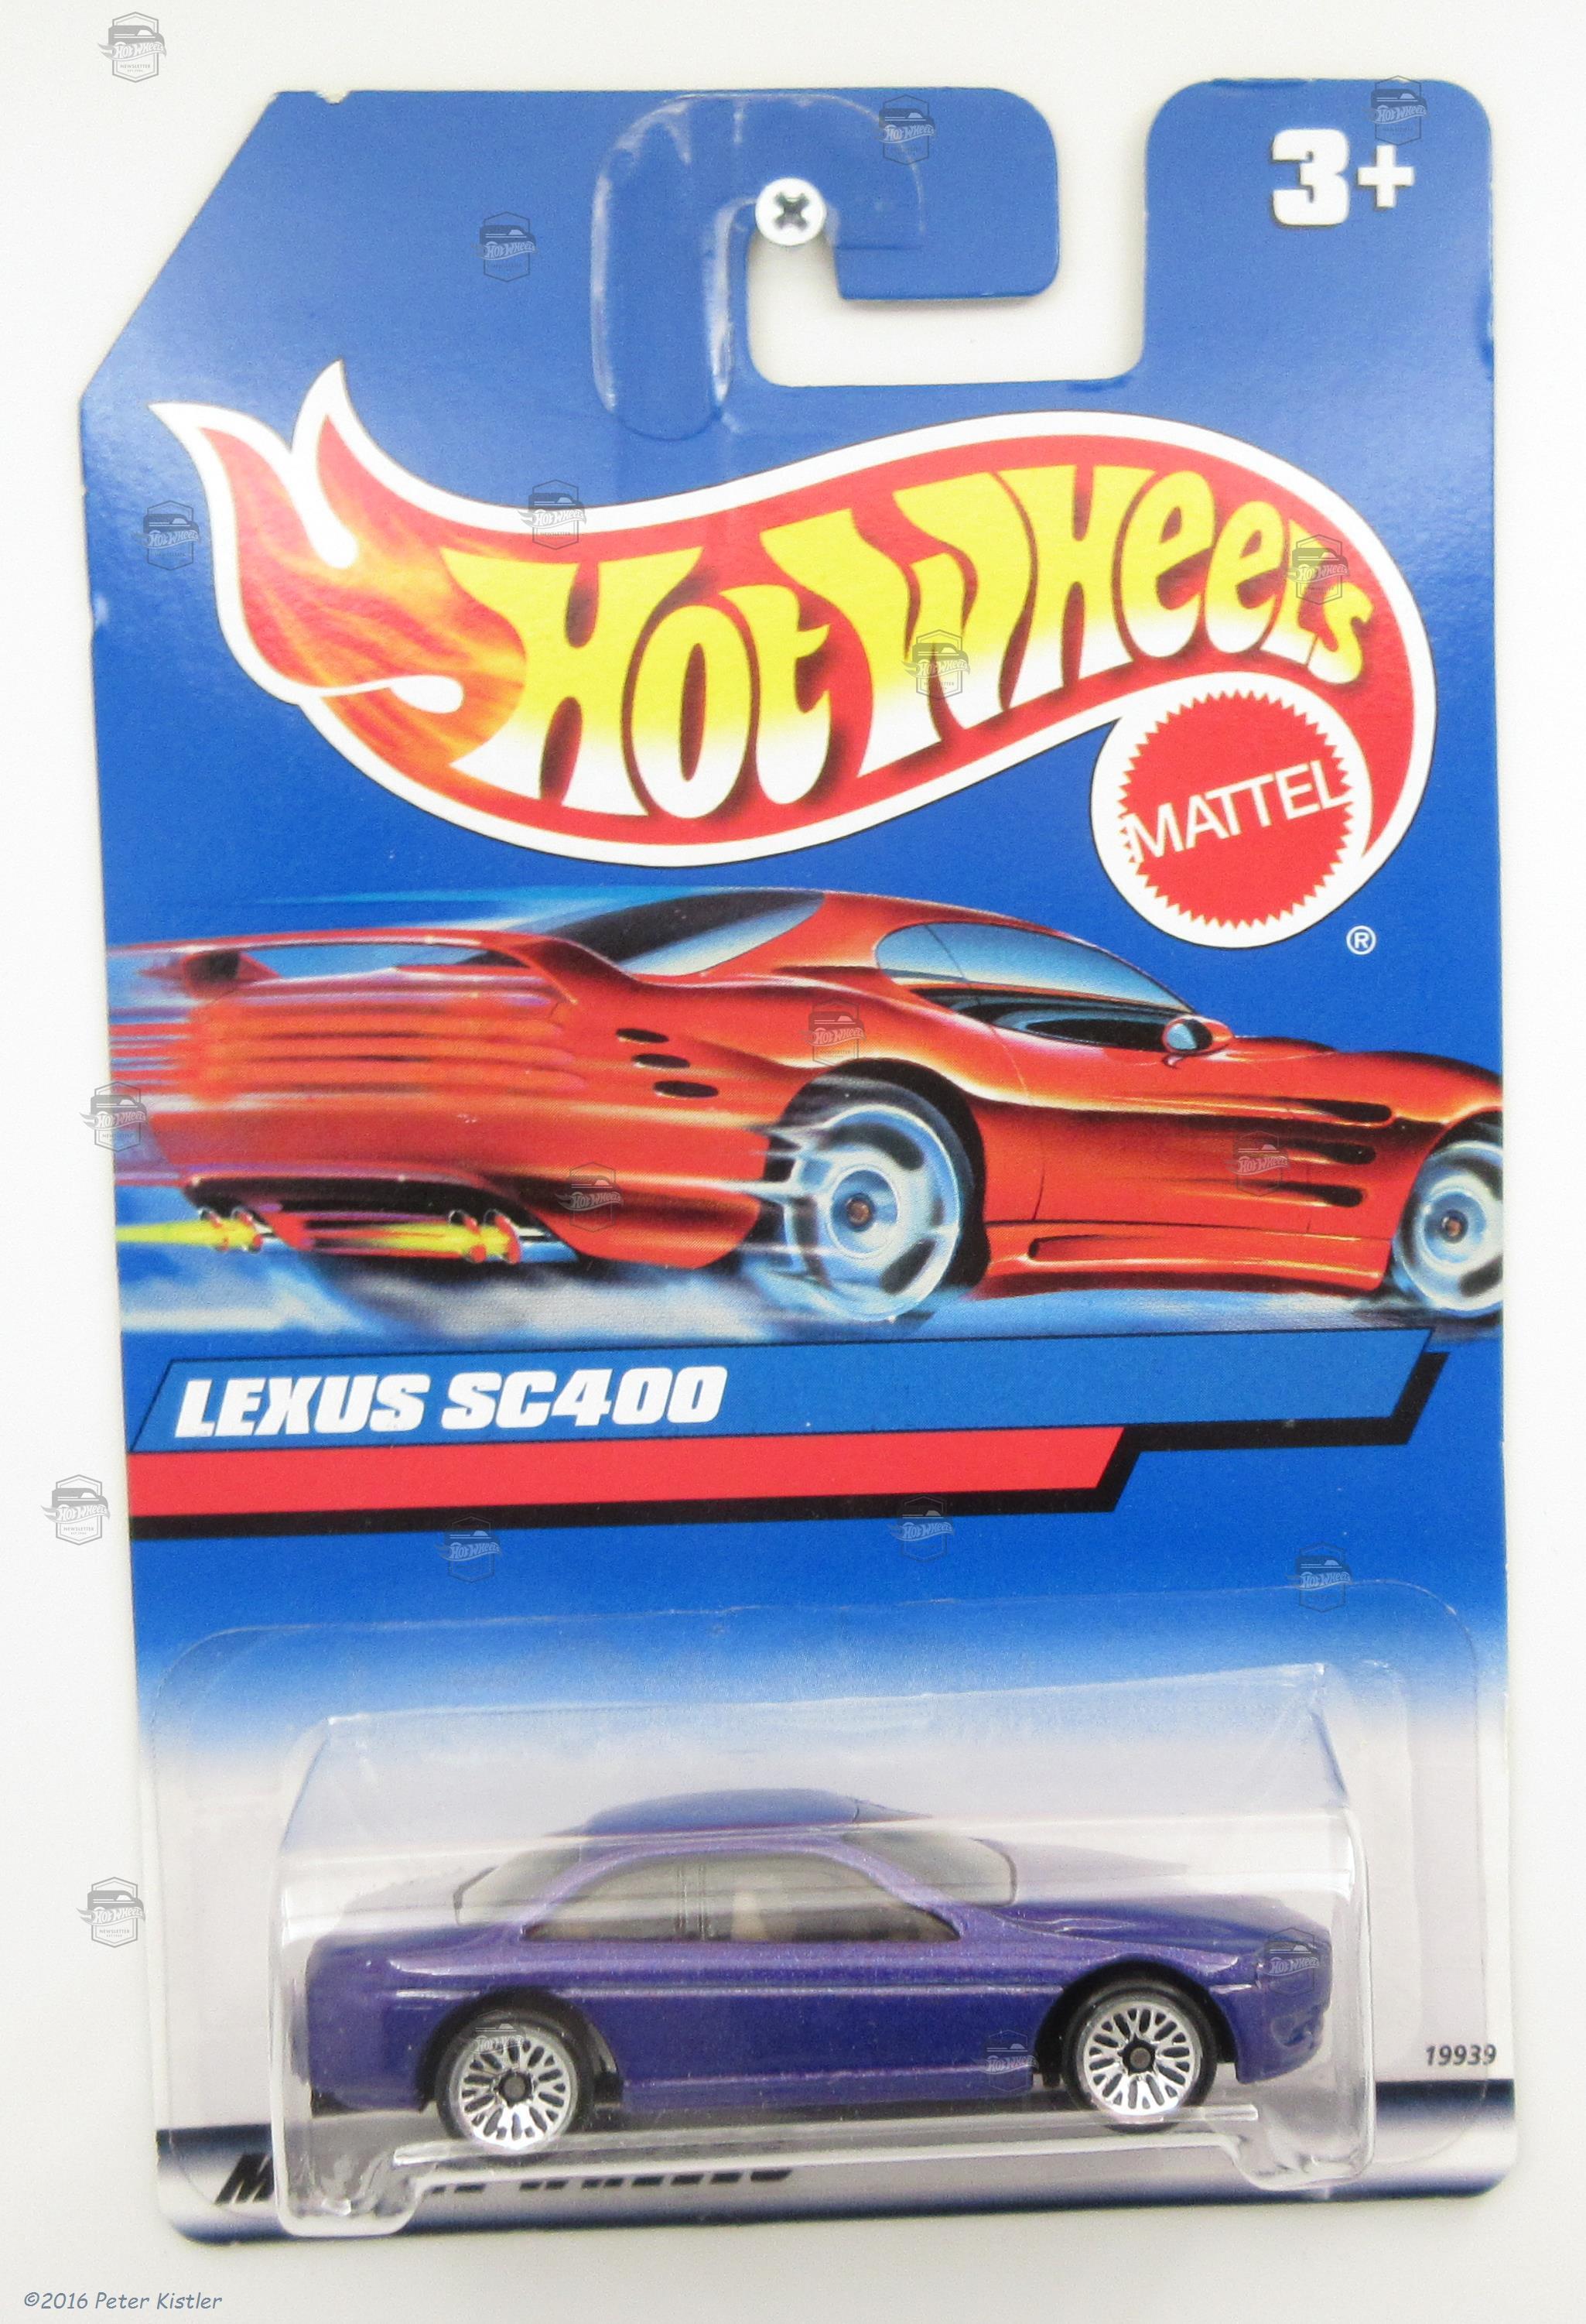 3+
Hot Wheels
MATTEL
®
LEXUS SC400
19939
©2016 Peter Kistler